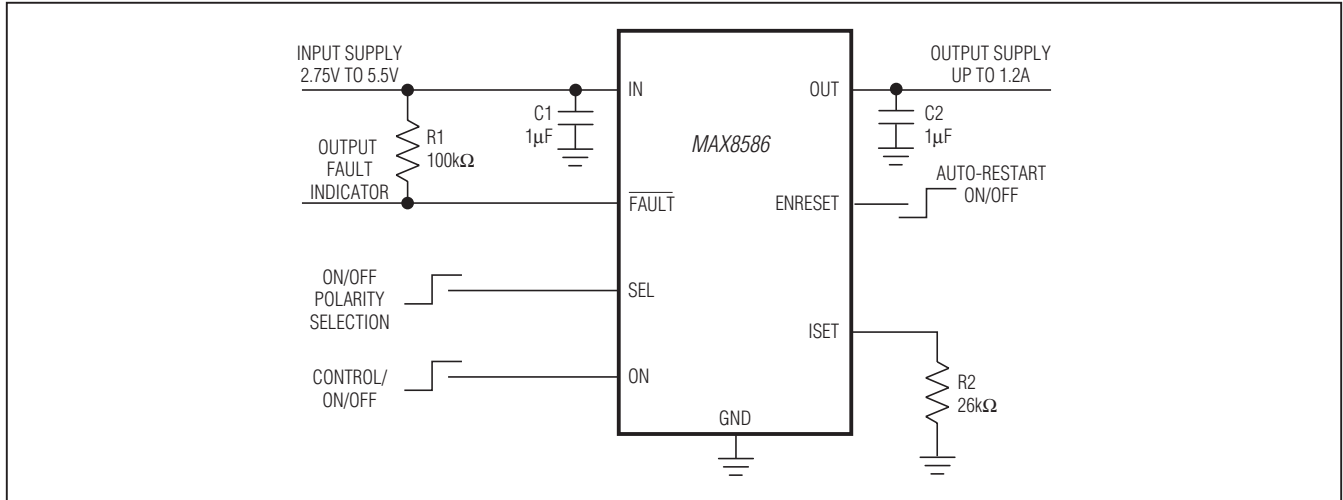 INPUT SUPPLY
2.75V TO 5.5V
OUTPUT SUPPLY
UP TO 1.2A
IN
OUT
C1
1µF
C2
1µF
R1
100kΩ
MAX8586
OUTPUT
FAULT
INDICATOR
FAULT
ENRESET
AUTO-RESTART
ON/OFF
ON/OFF
POLARITY
SELECTION
SEL
ISET
CONTROL/
ON/OFF
ON
R2
26kΩ
GND